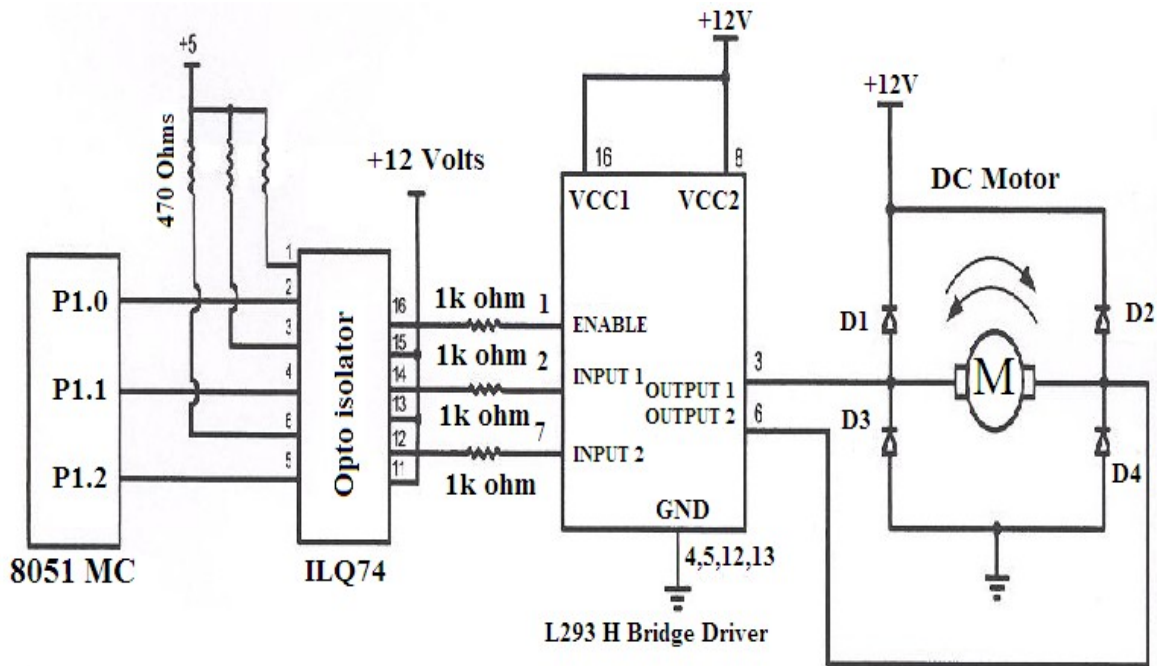 +12V
+5
+12V
470 Ohms
+12 Volts
16
8
VCC1
VCC2
DC Motor
1
P1.0
2
16
1k ohm
1
ENABLE
D1
D2
3
15
1k ohm
2
INPUT 1
3
M
P1.1
4
14
OUTPUT 1
13
1k ohm
7
OUTPUT 2
6
D3
6
12
INPUT 2
P1.2
5
11
1k ohm
D4
Opto isolator
GND
4,5,12,13
8051 MC
ILQ74
L293 H Bridge Driver